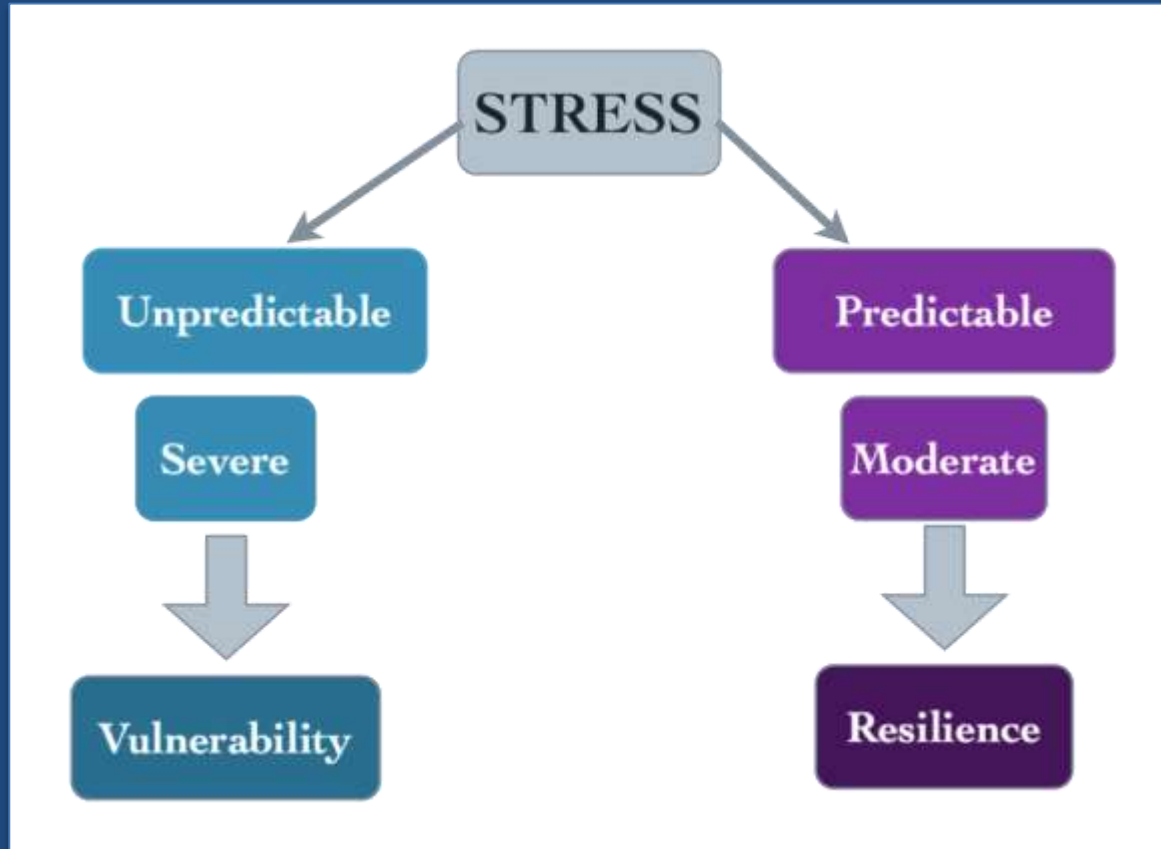 STRESS
Unpredictable
Predictable
Severe
Moderate
Vulnerability
Resilience